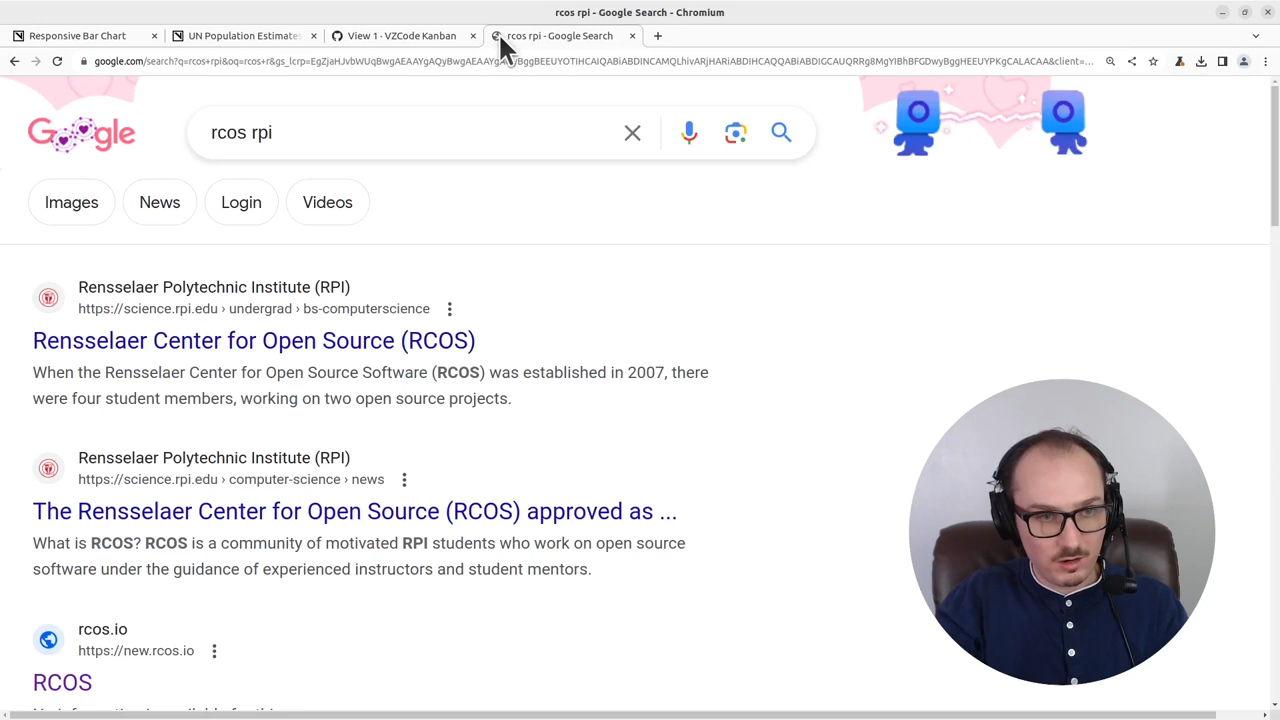 rcos rpi - Google Search - Chromium
Responsive Bar Chart
UN Population Estimates
View 1 · VZCode Kanban
rcos rpi - Google Search
Google
rcos rpi
Images
News
Login
Videos
Rensselaer Polytechnic Institute (RPI)
https://science.rpi.edu › undergrad › bs-computerscience
Rensselaer Center for Open Source (RCOS)
When the Rensselaer Center for Open Source Software (RCOS) was established in 2007, there
were four student members, working on two open source projects.
Rensselaer Polytechnic Institute (RPI)
https://science.rpi.edu › computer-science › news
The Rensselaer Center for Open Source (RCOS) approved as ...
What is RCOS? RCOS is a community of motivated RPI students who work on open source
software under the guidance of experienced instructors and student mentors.
rcos.io
https://new.rcos.io
RCOS